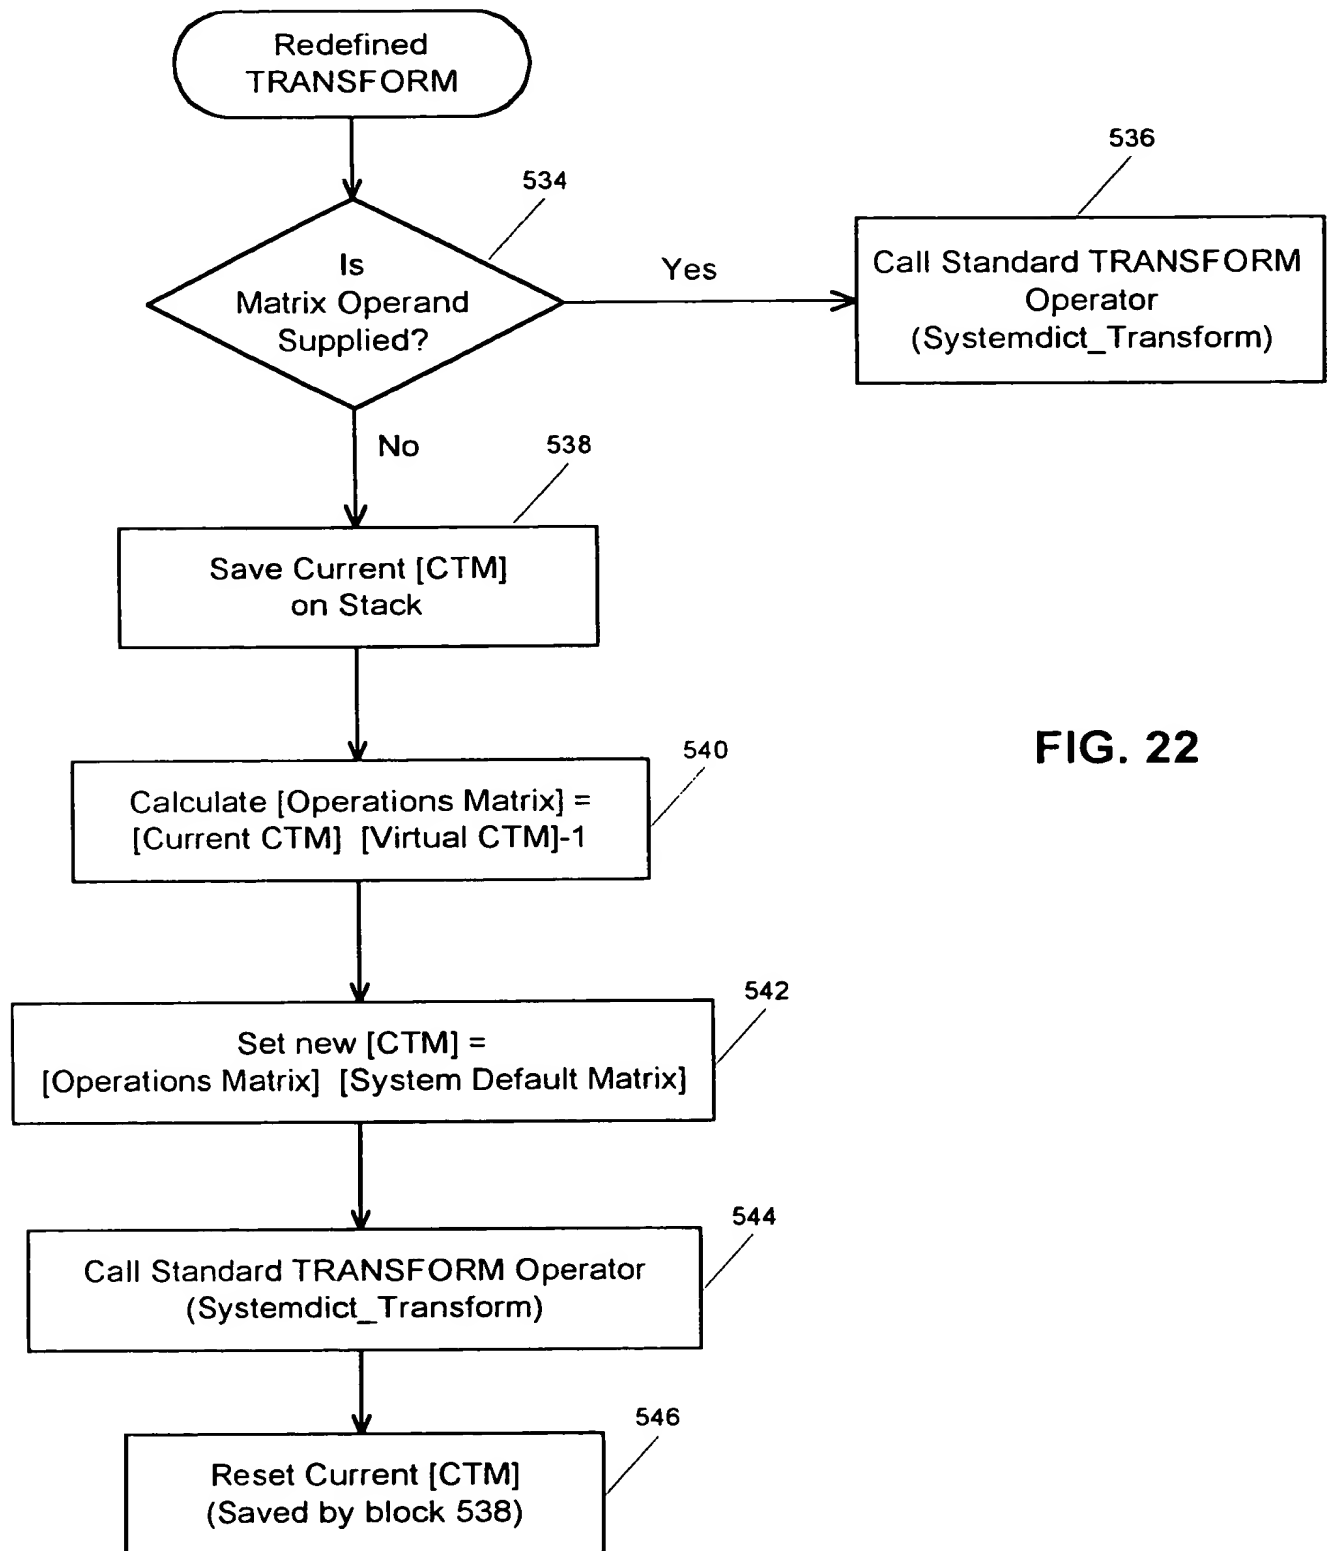 Redefined
TRANSFORM
536
534
Is
Matrix Operand
Supplied?
Yes
Call Standard TRANSFORM
Operator
(Systemdict_Transform)
No
538
Save Current [CTM]
on Stack
FIG. 22
540
Calculate [Operations Matrix] =
[Current CTM] [Virtual CTM]-1
542
Set new [CTM] =
[Operations Matrix] [System Default Matrix]
544
Call Standard TRANSFORM Operator
(Systemdict_Transform)
546
Reset Current [CTM]
(Saved by block 538)